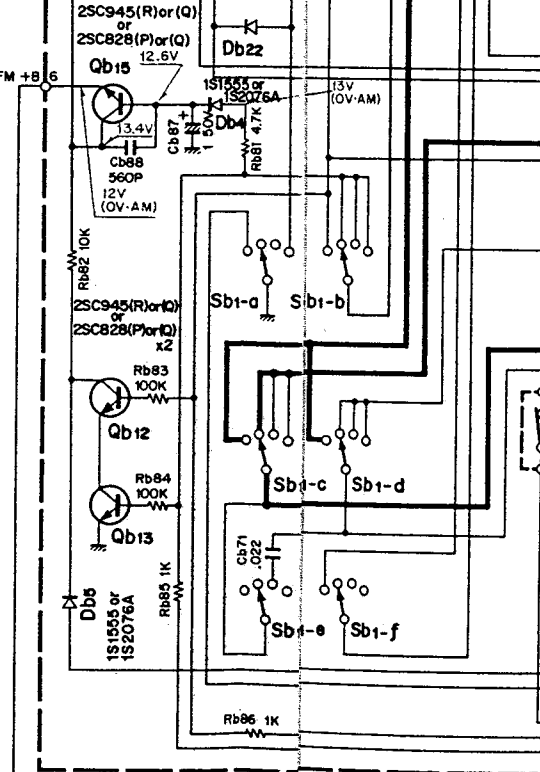 2SC945(R)or(Q)
or
2SC828(P)or(Q)
Db22
12.6V
Qb15
FM +B 6
1S1555 or
1S2076A
13V
(0V·AM)
Db4
Cb87
+
1 50V
Rb81 4.7K
13.4V
Cb88
560P
12V
(0V·AM)
Rb82 10K
Sb1-a
Sb1-b
2SC945(R)or(Q)
or
2SC828(P)or(Q)
x2
Rb83
100K
Qb12
Rb84
100K
Qb13
Sb1-c
Sb1-d
Cb71
.022
Db5
1S1555 or
1S2076A
Rb85 1K
Sb1-e
Sb1-f
Rb86 1K